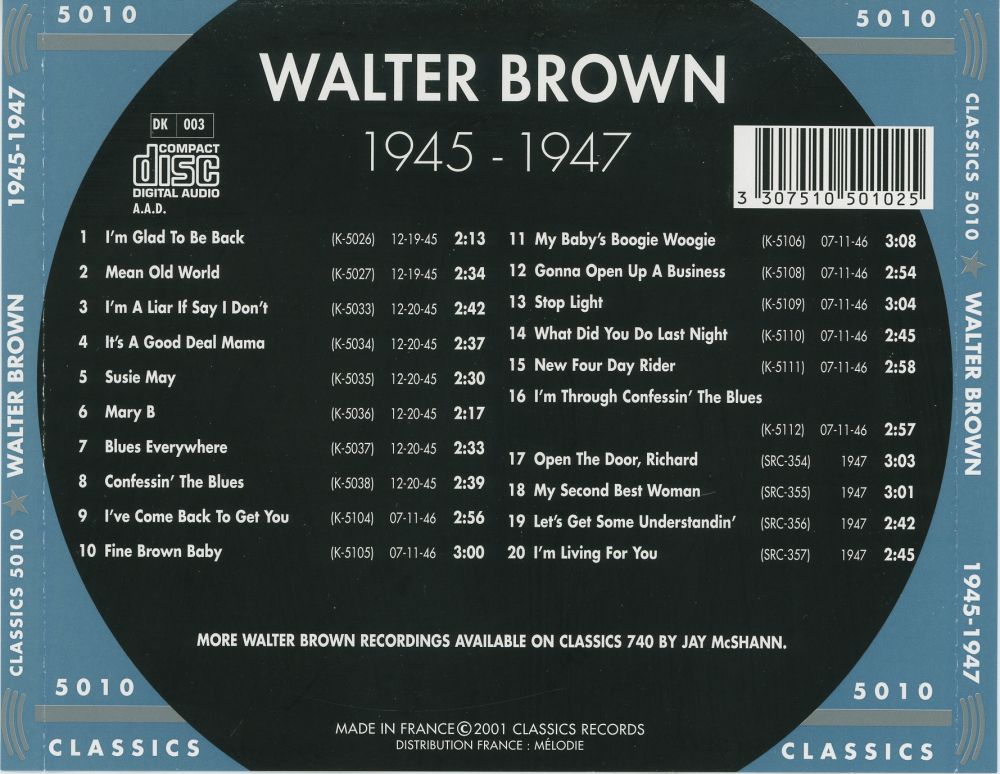 5010
5010
WALTER BROWN
1945 - 1947
DK 003
COMPACT
disc
DIGITAL AUDIO
A.A.D.
3 307510 501025
1 I'm Glad To Be Back (K-5026) 12-19-45 2:13
2 Mean Old World (K-5027) 12-19-45 2:34
3 I'm A Liar If Say I Don't (K-5033) 12-20-45 2:42
4 It's A Good Deal Mama (K-5034) 12-20-45 2:37
5 Susie May (K-5035) 12-20-45 2:30
6 Mary B (K-5036) 12-20-45 2:17
7 Blues Everywhere (K-5037) 12-20-45 2:33
8 Confessin' The Blues (K-5038) 12-20-45 2:39
9 I've Come Back To Get You (K-5104) 07-11-46 2:56
10 Fine Brown Baby (K-5105) 07-11-46 3:00
11 My Baby's Boogie Woogie (K-5106) 07-11-46 3:08
12 Gonna Open Up A Business (K-5108) 07-11-46 2:54
13 Stop Light (K-5109) 07-11-46 3:04
14 What Did You Do Last Night (K-5110) 07-11-46 2:45
15 New Four Day Rider (K-5111) 07-11-46 2:58
16 I'm Through Confessin' The Blues
(K-5112) 07-11-46 2:57
17 Open The Door, Richard (SRC-354) 1947 3:03
18 My Second Best Woman (SRC-355) 1947 3:01
19 Let's Get Some Understandin' (SRC-356) 1947 2:42
20 I'm Living For You (SRC-357) 1947 2:45
MORE WALTER BROWN RECORDINGS AVAILABLE ON CLASSICS 740 BY JAY McSHANN.
5010
5010
MADE IN FRANCE © 2001 CLASSICS RECORDS
DISTRIBUTION FRANCE : MÉLODIE
CLASSICS
CLASSICS
CLASSICS 5010 ★ WALTER BROWN 1945-1947
CLASSICS 5010 ★ WALTER BROWN 1945-1947